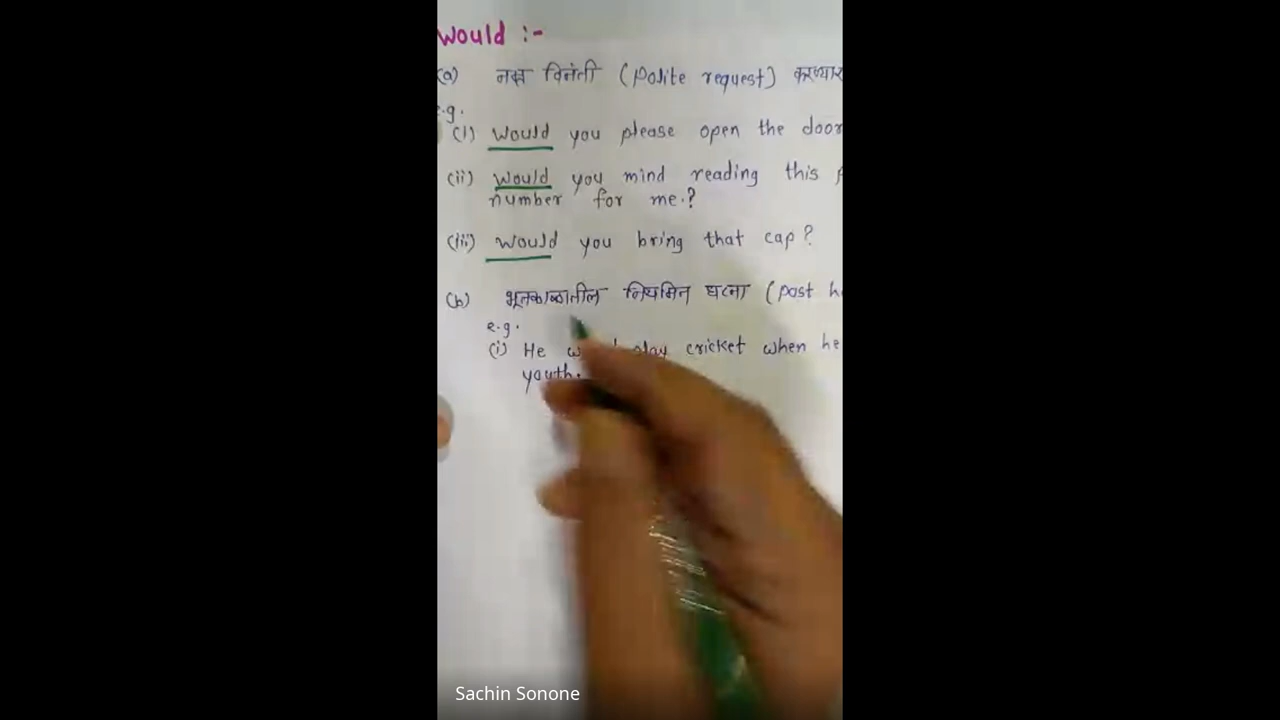 Would :-
(a) नम्र विनंती (Polite request)
e.g.
(i) Would you please open the door
(ii) Would you mind reading this
number for me.?
(iii) Would you bring that cap?
(b) भूतकाळातील नियमित घटना (past
e.g.
(i) He play cricket when he
youth.
Sachin Sonone